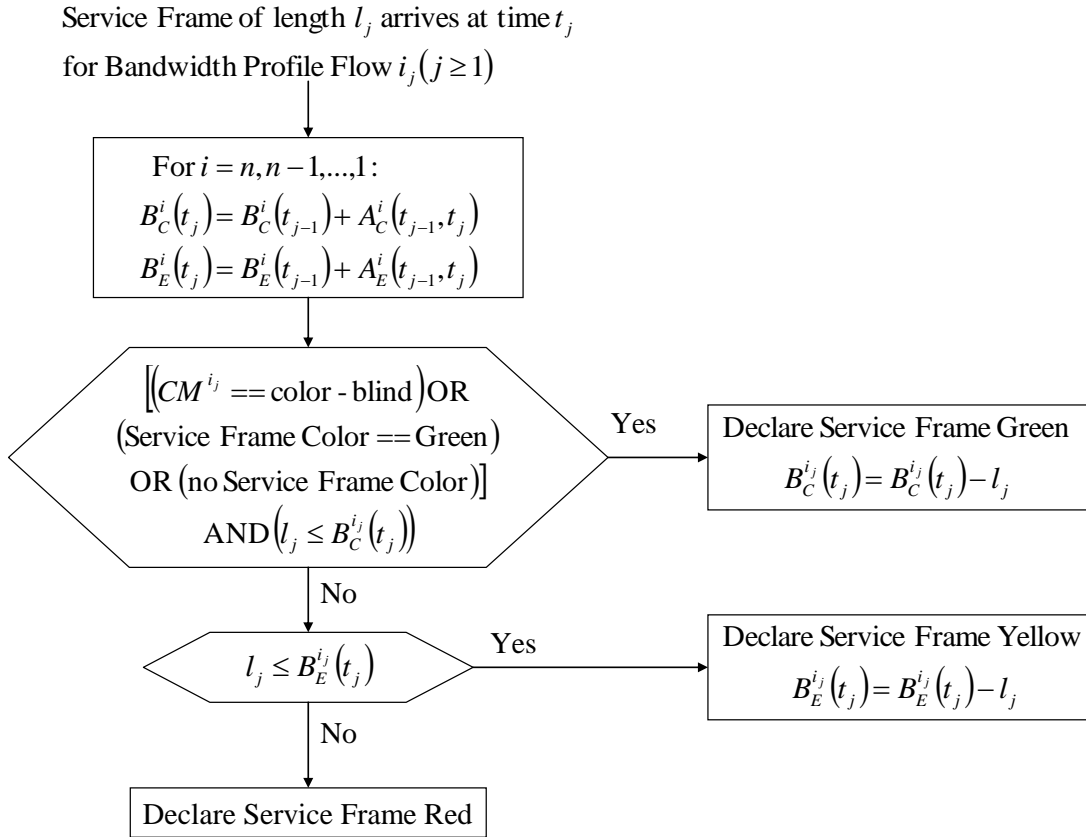 Service Frame of length l_j arrives at time t_j
for Bandwidth Profile Flow i_j (j ≥ 1)
For i = n, n − 1,...,1 :
B_C^i(t_j) = B_C^i(t_{j−1}) + A_C^i(t_{j−1}, t_j)
B_E^i(t_j) = B_E^i(t_{j−1}) + A_E^i(t_{j−1}, t_j)
[(CM^{i_j} == color - blind) OR
(Service Frame Color == Green)
OR (no Service Frame Color)]
AND (l_j ≤ B_C^{i_j}(t_j))
Yes
Declare Service Frame Green
B_C^{i_j}(t_j) = B_C^{i_j}(t_j) − l_j
No
l_j ≤ B_E^{i_j}(t_j)
Yes
Declare Service Frame Yellow
B_E^{i_j}(t_j) = B_E^{i_j}(t_j) − l_j
No
Declare Service Frame Red